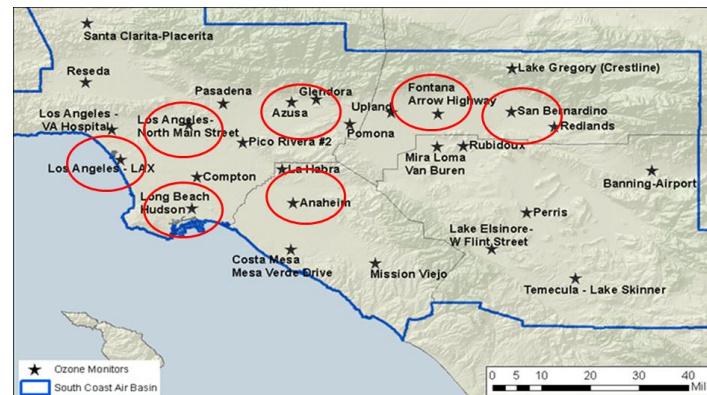 Santa Clarita-Placerita
Reseda
Lake Gregory (Crestline)
Pasadena
Glendora
Azusa
Upland
Fontana
Arrow Highway
San Bernardino
Los Angeles -
VA Hospital
Los Angeles-
North Main Street
Pico Rivera #2
Pomona
Redlands
Los Angeles - LAX
Compton
La Habra
Mira Loma
Van Buren
Rubidoux
Banning-Airport
Long Beach
Hudson
Anaheim
Perris
Lake Elsinore-
W Flint Street
Costa Mesa
Mesa Verde Drive
Mission Viejo
Temecula - Lake Skinner
Ozone Monitors
South Coast Air Basin
0 5 10 20 30 40
Mil